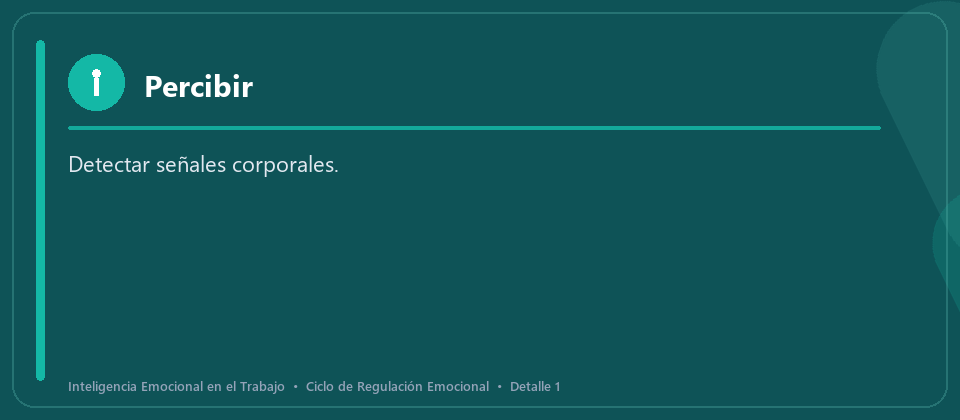 Percibir
Detectar señales corporales.
Inteligencia Emocional en el Trabajo • Ciclo de Regulación Emocional • Detalle 1